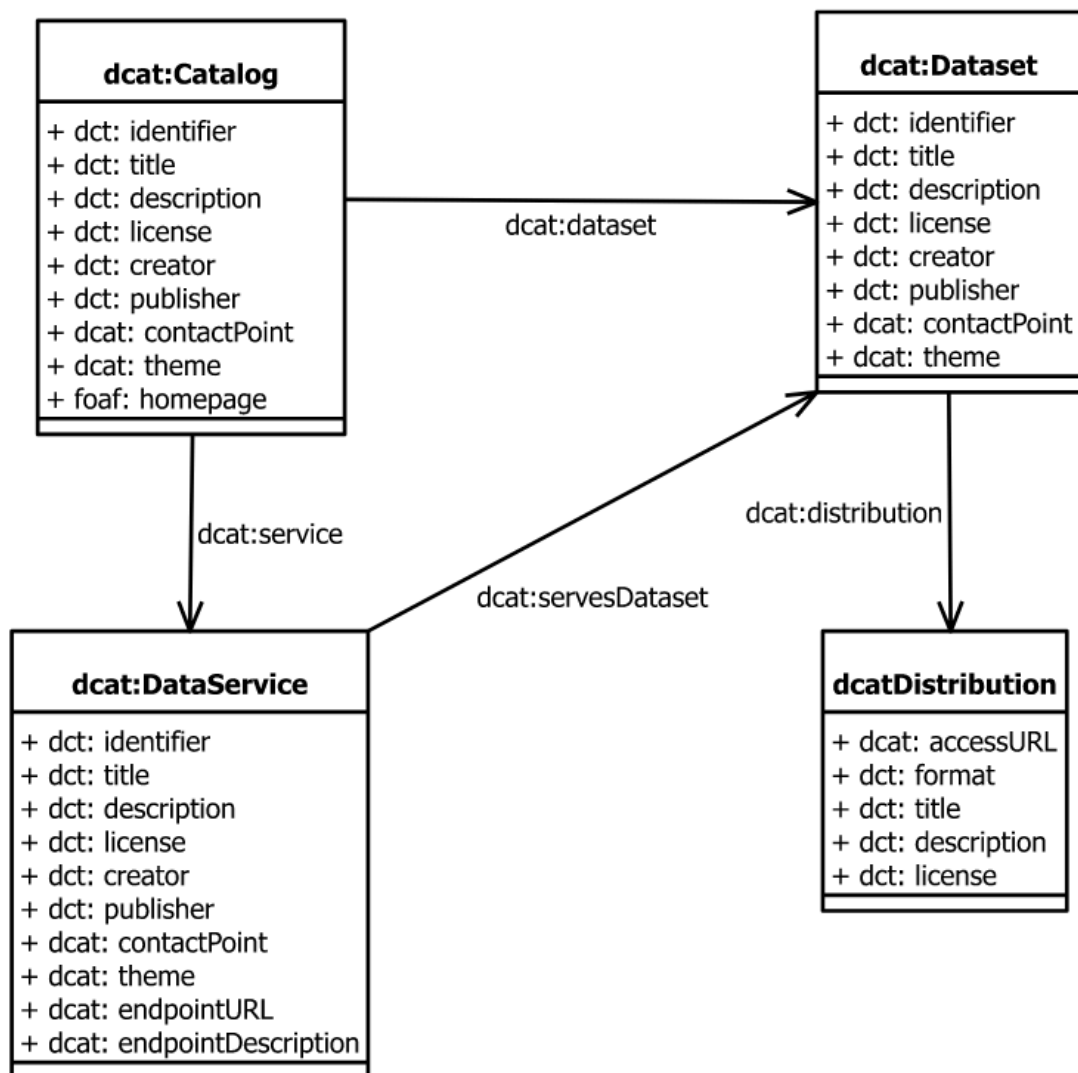 dcat:Catalog
+ dct: identifier
+ dct: title
+ dct: description
+ dct: license
+ dct: creator
+ dct: publisher
+ dcat: contactPoint
+ dcat: theme
+ foaf: homepage
dcat:dataset
dcat:Dataset
+ dct: identifier
+ dct: title
+ dct: description
+ dct: license
+ dct: creator
+ dct: publisher
+ dcat: contactPoint
+ dcat: theme
dcat:service
dcat:servesDataset
dcat:distribution
dcat:DataService
+ dct: identifier
+ dct: title
+ dct: description
+ dct: license
+ dct: creator
+ dct: publisher
+ dcat: contactPoint
+ dcat: theme
+ dcat: endpointURL
+ dcat: endpointDescription
dcatDistribution
+ dcat: accessURL
+ dct: format
+ dct: title
+ dct: description
+ dct: license